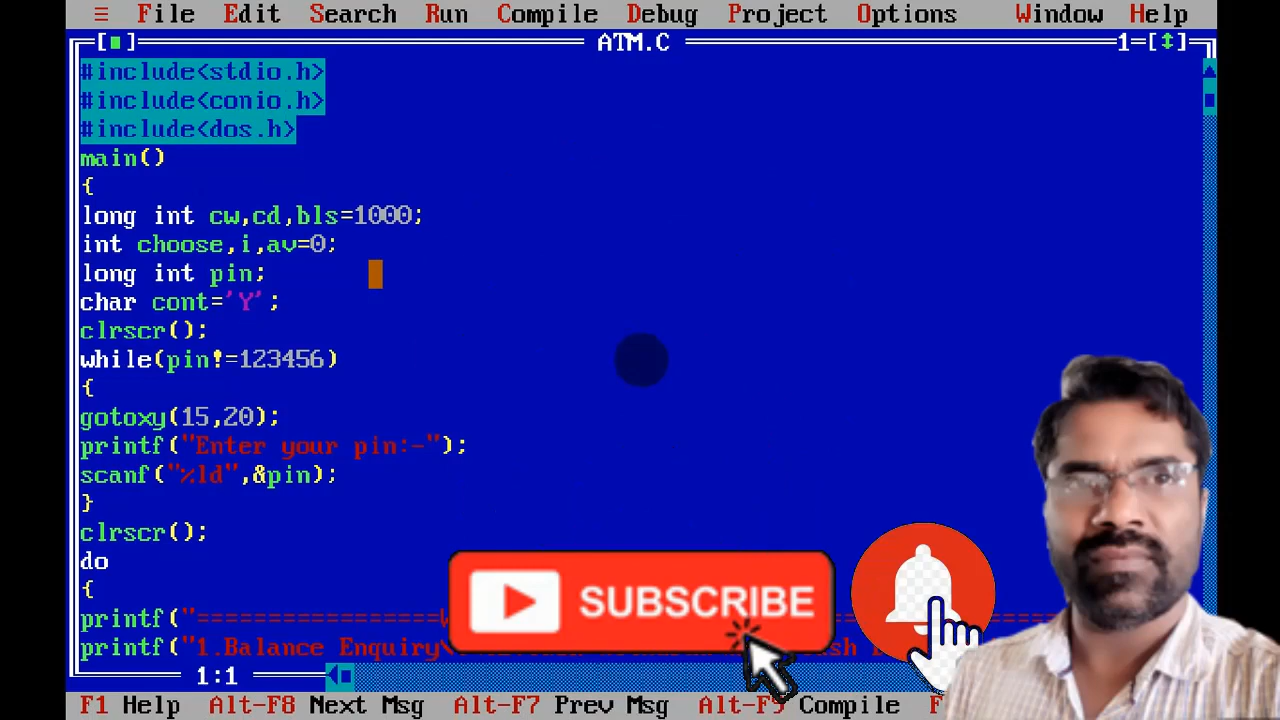 ≡ File Edit Search Run Compile Debug Project Options Window Help
[■] ATM.C 1=[↕]
#include<stdio.h>
#include<conio.h>
#include<dos.h>
main()
{
long int cw,cd,bls=1000;
int choose,i,av=0;
long int pin;
char cont='Y';
clrscr();
while(pin!=123456)
{
gotoxy(15,20);
printf("Enter your pin:-");
scanf("%ld",&pin);
}
clrscr();
do
{
printf("=================
printf("1.Balance Enquiry\
SUBSCRIBE
1:1
F1 Help Alt-F8 Next Msg Alt-F7 Prev Msg Alt-F9 Compile